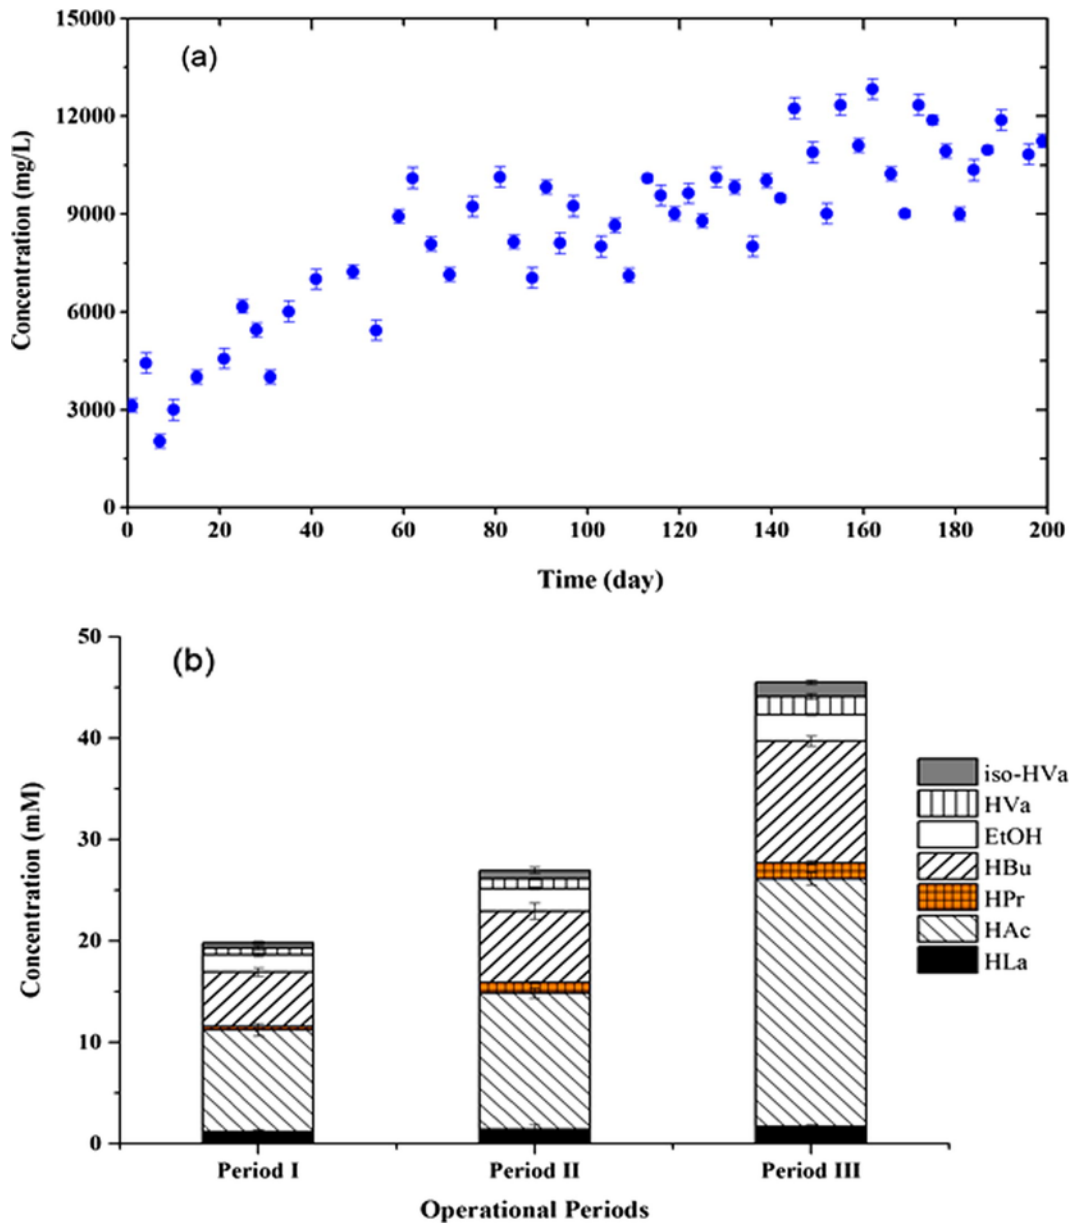 (a)
15000
12000
9000
6000
3000
0
Concentration (mg/L)
0 20 40 60 80 100 120 140 160 180 200
Time (day)
(b)
50
40
30
20
10
0
Concentration (mM)
iso-HVa
HVa
EtOH
HBu
HPr
HAc
HLa
Period I Period II Period III
Operational Periods